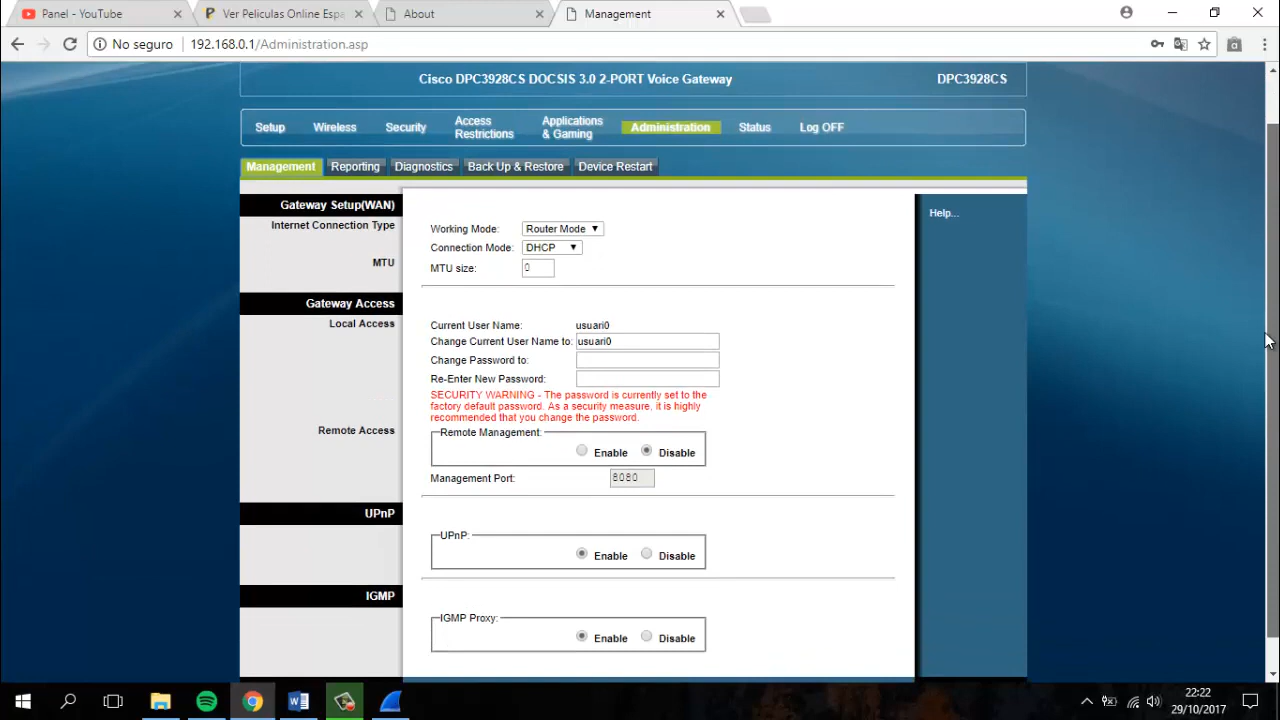 Panel - YouTube
Ver Peliculas Online Espa
About
Management
No seguro
192.168.0.1/Administration.asp
Cisco DPC3928CS DOCSIS 3.0 2-PORT Voice Gateway
DPC3928CS
Setup
Wireless
Security
Access Restrictions
Applications & Gaming
Administration
Status
Log OFF
Management
Reporting
Diagnostics
Back Up & Restore
Device Restart
Gateway Setup(WAN)
Internet Connection Type
Working Mode: Router Mode
Connection Mode: DHCP
MTU
MTU size: 0
Help...
Gateway Access
Local Access
Current User Name: usuari0
Change Current User Name to: usuari0
Change Password to:
Re-Enter New Password:
SECURITY WARNING - The password is currently set to the
factory default password. As a security measure, it is highly
recommended that you change the password.
Remote Access
Remote Management:
Enable Disable
Management Port: 8080
UPnP
UPnP:
Enable Disable
IGMP
IGMP Proxy:
Enable Disable
22:22
29/10/2017